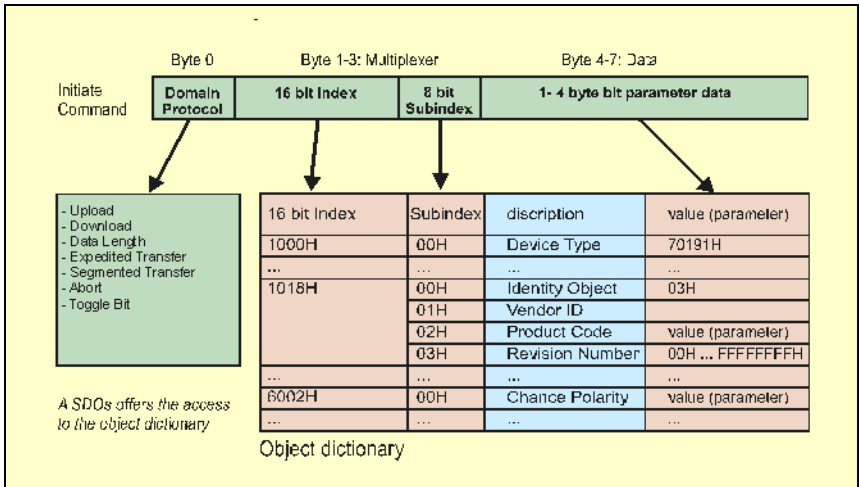 -
Byte 0 Byte 1-3: Multiplexer Byte 4-7: Data
Initiate Command
Domain Protocol
16 bit Index
8 bit Subindex
1- 4 byte bit parameter data
- Upload
- Download
- Data Length
- Expedited Transfer
- Segmented Transfer
- Abort
- Toggle Bit
16 bit Index Subindex discription value (parameter)
1000H 00H Device Type 70191H
... ... ... ...
1018H 00H Identity Object 03H
01H Vendor ID
02H Product Code value (parameter)
03H Revision Number 00H ... FFFFFFFFH
... ... ... ...
6002H 00H Chance Polarity value (parameter)
... ... ... ...
A SDOs offers the access
to the object dictionary
Object dictionary